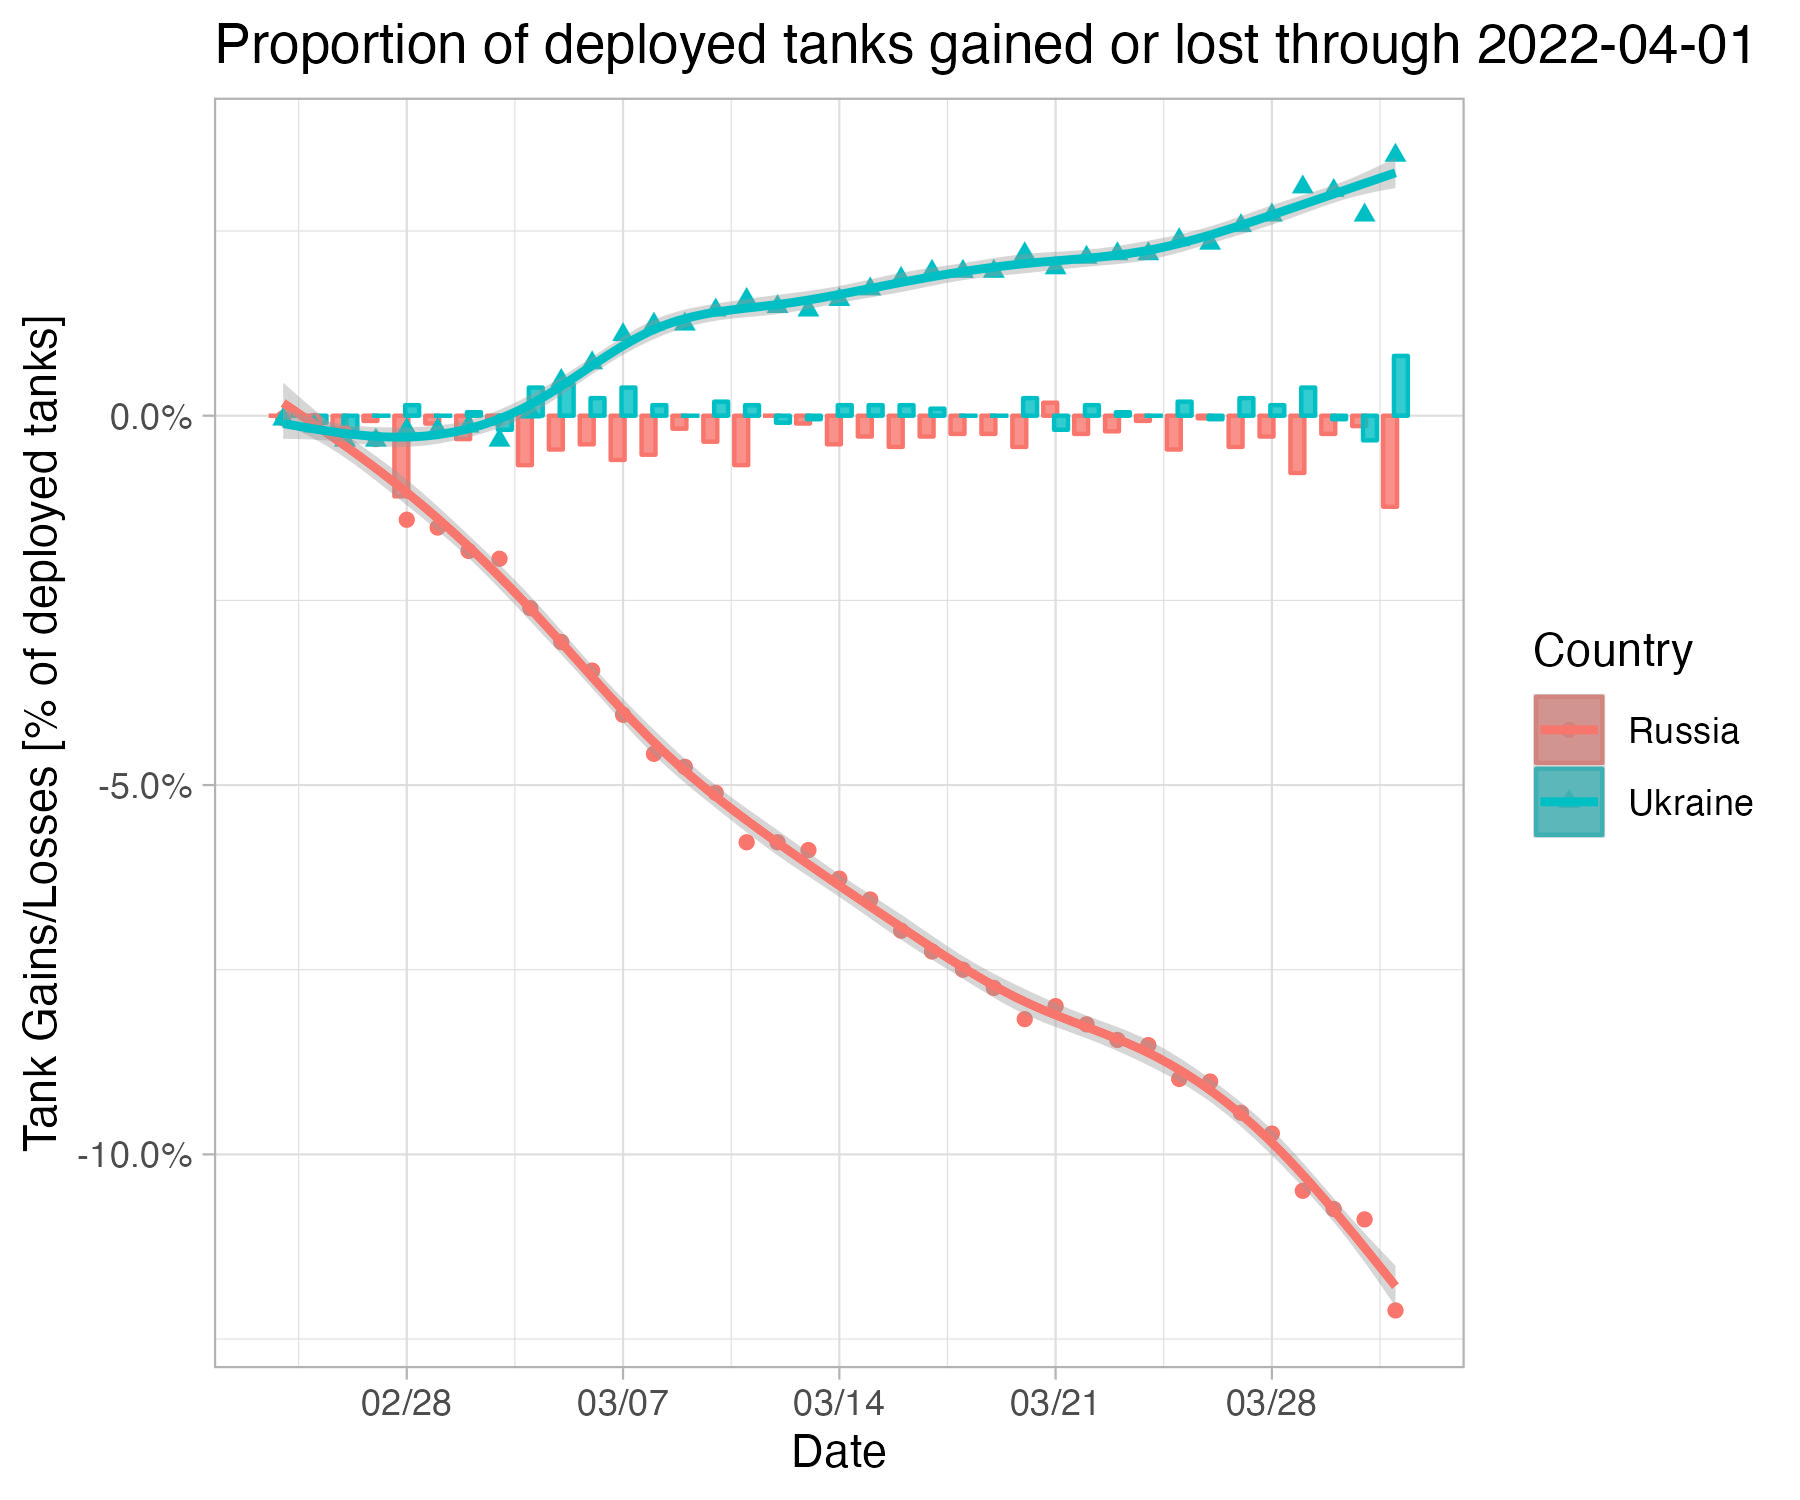 Proportion of deployed tanks gained or lost through 2022-04-01
Tank Gains/Losses [% of deployed tanks]
0.0%
-5.0%
-10.0%
02/28
03/07
03/14
03/21
03/28
Date
Country
Russia
Ukraine